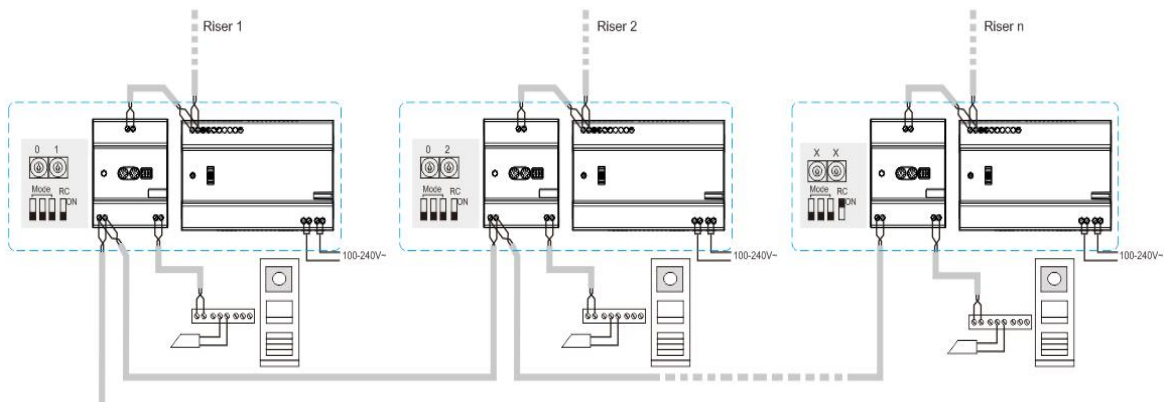 Riser 1
Riser 2
Riser n
0 1
Mode RC
ON
100-240V~
0 2
Mode RC
ON
100-240V~
X X
Mode RC
ON
100-240V~